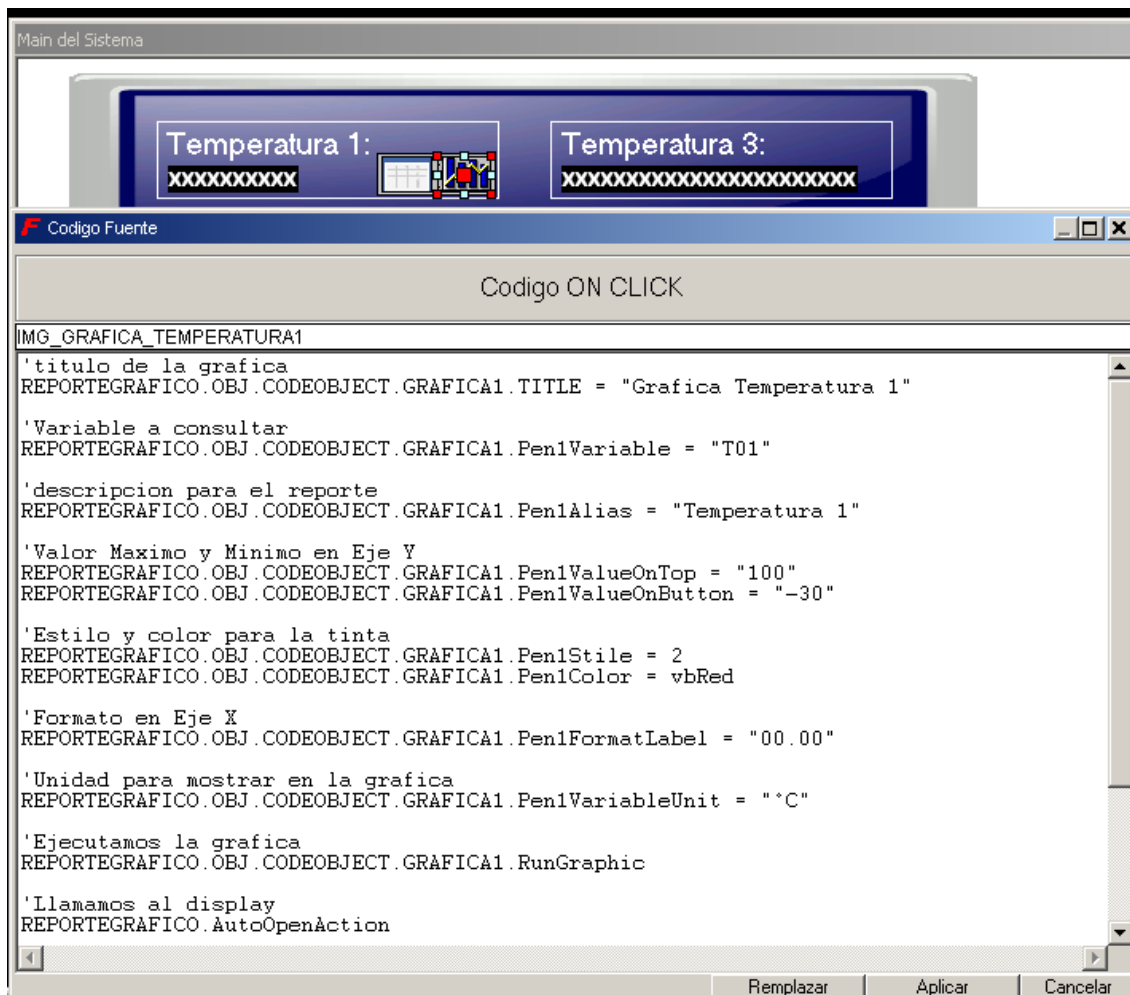 Main del Sistema
Temperatura 1:
xxxxxxxxxx
Temperatura 3:
xxxxxxxxxxxxxxxxxxxxxxx
Codigo Fuente
Codigo ON CLICK
IMG_GRAFICA_TEMPERATURA1
'titulo de la grafica
REPORTEGRAFICO.OBJ.CODEOBJECT.GRAFICA1.TITLE = "Grafica Temperatura 1"
'Variable a consultar
REPORTEGRAFICO.OBJ.CODEOBJECT.GRAFICA1.Pen1Variable = "T01"
'descripcion para el reporte
REPORTEGRAFICO.OBJ.CODEOBJECT.GRAFICA1.Pen1Alias = "Temperatura 1"
'Valor Maximo y Minimo en Eje Y
REPORTEGRAFICO.OBJ.CODEOBJECT.GRAFICA1.Pen1ValueOnTop = "100"
REPORTEGRAFICO.OBJ.CODEOBJECT.GRAFICA1.Pen1ValueOnButton = "-30"
'Estilo y color para la tinta
REPORTEGRAFICO.OBJ.CODEOBJECT.GRAFICA1.Pen1Stile = 2
REPORTEGRAFICO.OBJ.CODEOBJECT.GRAFICA1.Pen1Color = vbRed
'Formato en Eje X
REPORTEGRAFICO.OBJ.CODEOBJECT.GRAFICA1.Pen1FormatLabel = "00.00"
'Unidad para mostrar en la grafica
REPORTEGRAFICO.OBJ.CODEOBJECT.GRAFICA1.Pen1VariableUnit = "°C"
'Ejecutamos la grafica
REPORTEGRAFICO.OBJ.CODEOBJECT.GRAFICA1.RunGraphic
'Llamamos al display
REPORTEGRAFICO.AutoOpenAction
Remplazar Aplicar Cancelar